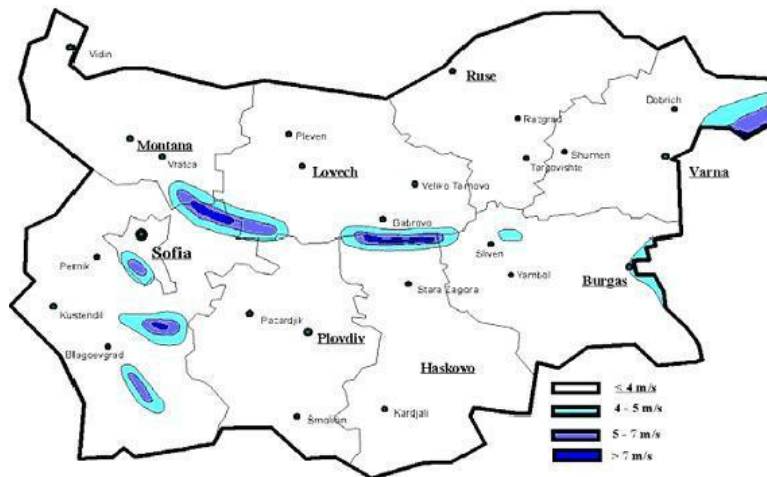 Vidin
Ruse
Dobrich
Razgrad
Pleven
Montana
Vratca
Lovech
Targovishte
Shumen
Varna
Veliko Tarnovo
Gabrovo
Sofia
Pernik
Sliven
Yambol
Burgas
Stara Zagora
Kustendil
Pazardjik
Plovdiv
Blagoevgrad
Haskovo
Smolian
Kardjali
≤ 4 m/s
4 - 5 m/s
5 - 7 m/s
> 7 m/s